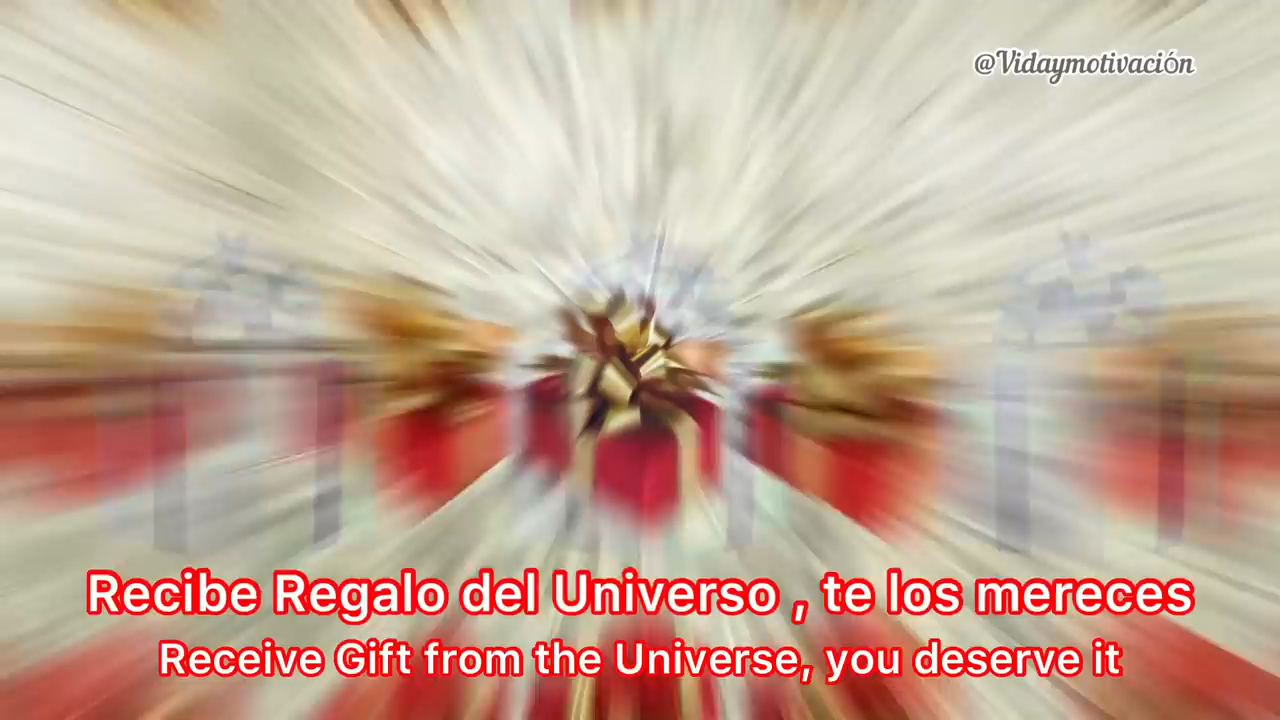 @Vidaymotivación
Recibe Regalo del Universo , te los mereces
Receive Gift from the Universe, you deserve it